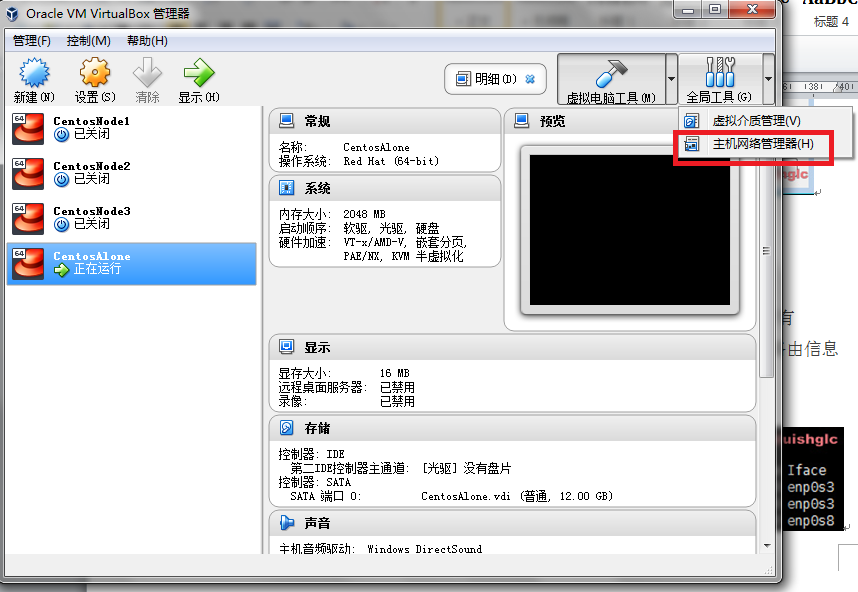 Oracle VM VirtualBox 管理器
管理(F) 控制(M) 帮助(H)
新建(N) 设置(S) 清除 显示(H)
明细(D)
虚拟电脑工具(M)
全局工具(G)
虚拟介质管理(V)
主机网络管理器(H)
64 CentosNode1
已关闭
64 CentosNode2
已关闭
64 CentosNode3
已关闭
64 CentosAlone
正在运行
常规
名称: CentosAlone
操作系统: Red Hat (64-bit)
系统
内存大小: 2048 MB
启动顺序: 软驱, 光驱, 硬盘
硬件加速: VT-x/AMD-V, 嵌套分页,
PAE/NX, KVM 半虚拟化
预览
显示
显存大小: 16 MB
远程桌面服务器: 已禁用
录像: 已禁用
存储
控制器: IDE
第二IDE控制器主通道: [光驱] 没有盘片
控制器: SATA
SATA 端口 0: CentosAlone.vdi (普通, 12.00 GB)
声音
主机音频驱动: Windows DirectSound
标题 4
38 40
hglc
有
由信息
uishglc
Iface
enp0s3
enp0s3
enp0s8